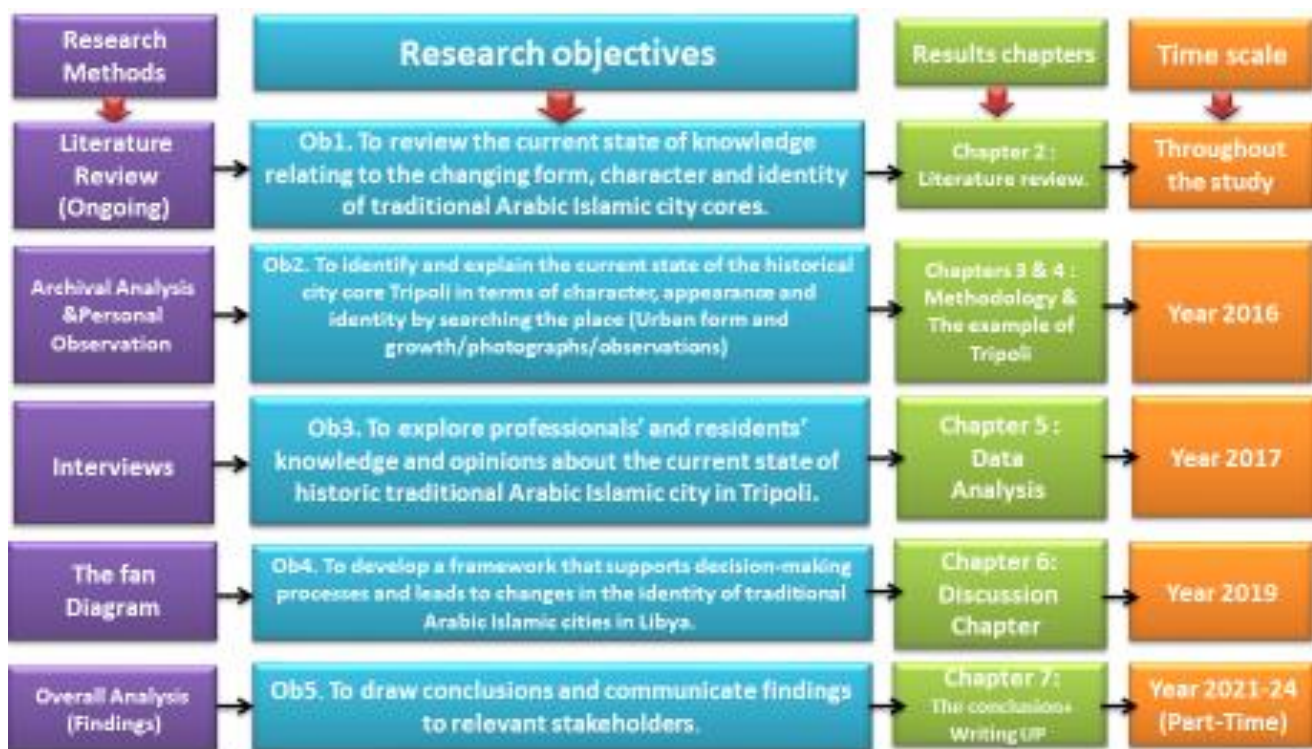 Research
Methods
Research objectives
Results chapters
Time scale
Literature
Review
(Ongoing)
Ob1. To review the current state of knowledge
relating to the changing form, character and identity
of traditional Arabic Islamic city cores.
Chapter 2 :
Literature review.
Throughout
the study
Archival Analysis
&Personal
Observation
Ob2. To identify and explain the current state of the historical
city core Tripoli in terms of character, appearance and
identity by searching the place (Urban form and
growth/photographs/observations)
Chapters 3 & 4 :
Methodology &
The example of
Tripoli
Year 2016
Interviews
Ob3. To explore professionals' and residents'
knowledge and opinions about the current state of
historic traditional Arabic Islamic city in Tripoli.
Chapter 5 :
Data
Analysis
Year 2017
The fan
Diagram
Ob4. To develop a framework that supports decision-making
processes and leads to changes in the identity of traditional
Arabic Islamic cities in Libya.
Chapter 6:
Discussion
Chapter
Year 2019
Overall Analysis
(Findings)
Ob5. To draw conclusions and communicate findings
to relevant stakeholders.
Chapter 7:
The conclusion+
Writing UP
Year 2021-24
(Part-Time)